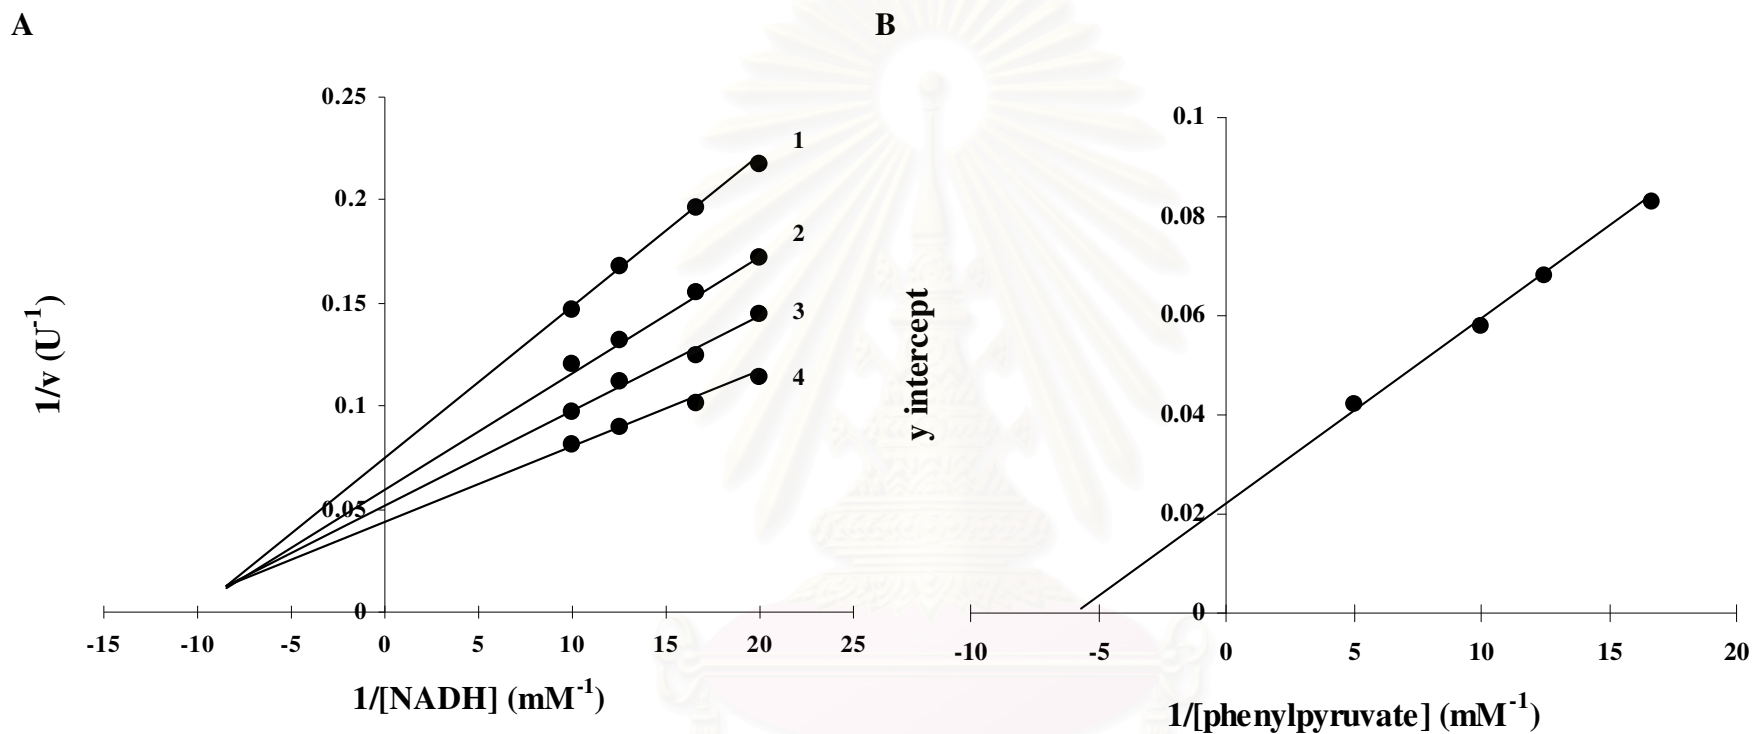 A
B
0.25
0.2
0.15
0.1
0.05
0
1
2
3
4
-15 -10 -5 0 5 10 15 20 25
1/v (U⁻¹)
1/[NADH] (mM⁻¹)
0.1
0.08
0.06
0.04
0.02
0
-10 -5 0 5 10 15 20
y intercept
1/[phenylpyruvate] (mM⁻¹)